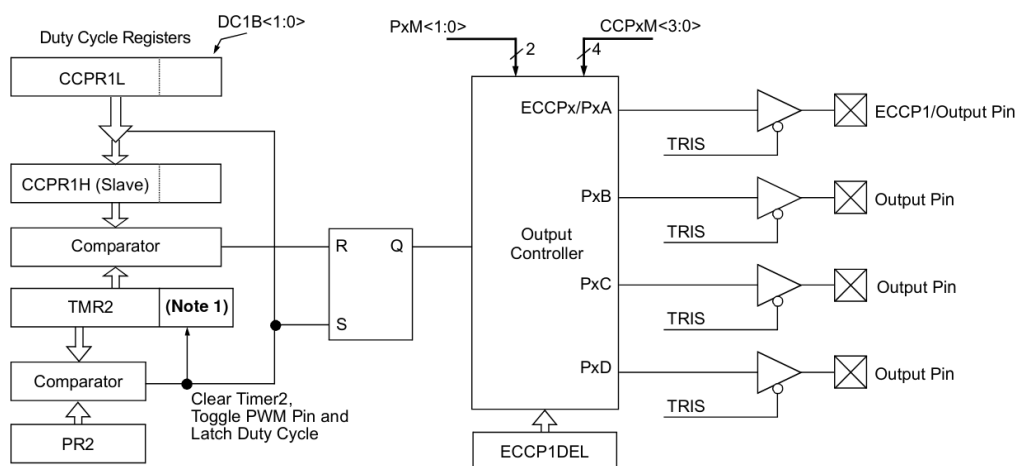 DC1B<1:0>
PxM<1:0>
CCPxM<3:0>
Duty Cycle Registers
2
4
CCPR1L
ECCPx/PxA
ECCP1/Output Pin
TRIS
CCPR1H (Slave)
PxB
Output Pin
TRIS
Comparator
R
Q
Output
Controller
PxC
Output Pin
TMR2
(Note 1)
S
TRIS
Comparator
PxD
Output Pin
Clear Timer2,
Toggle PWM Pin and
Latch Duty Cycle
TRIS
PR2
ECCP1DEL